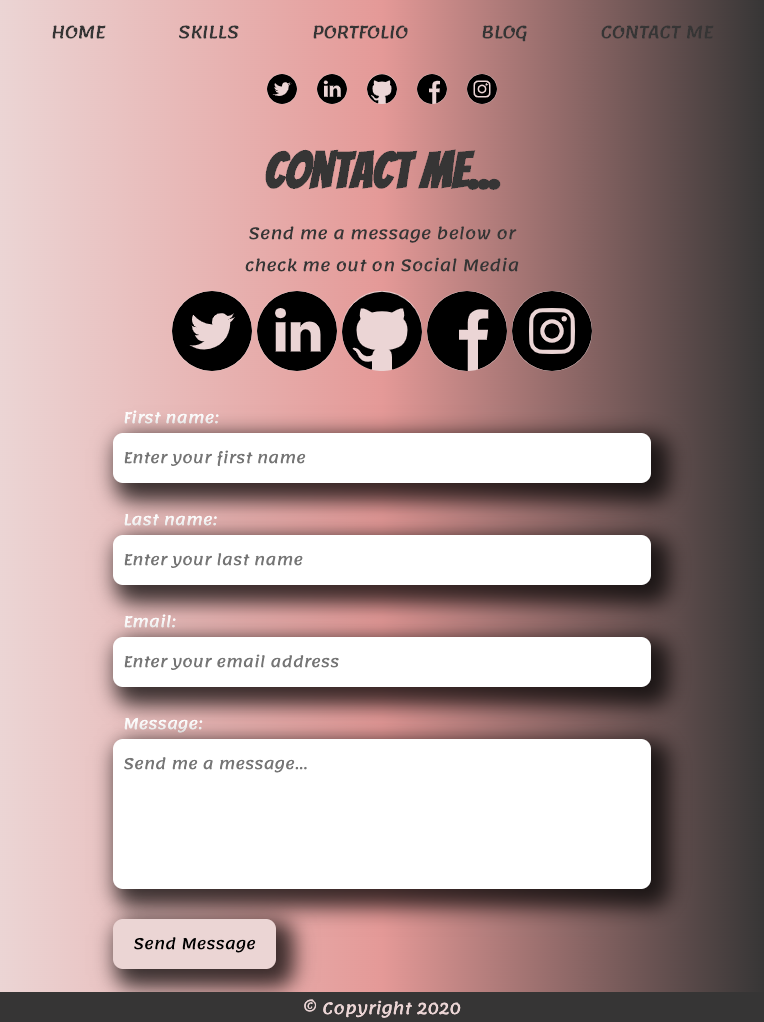 HOME SKILLS PORTFOLIO BLOG CONTACT ME
CONTACT ME...
Send me a message below or
check me out on Social Media
First name:
Enter your first name
Last name:
Enter your last name
Email:
Enter your email address
Message:
Send me a message...
Send Message
© Copyright 2020